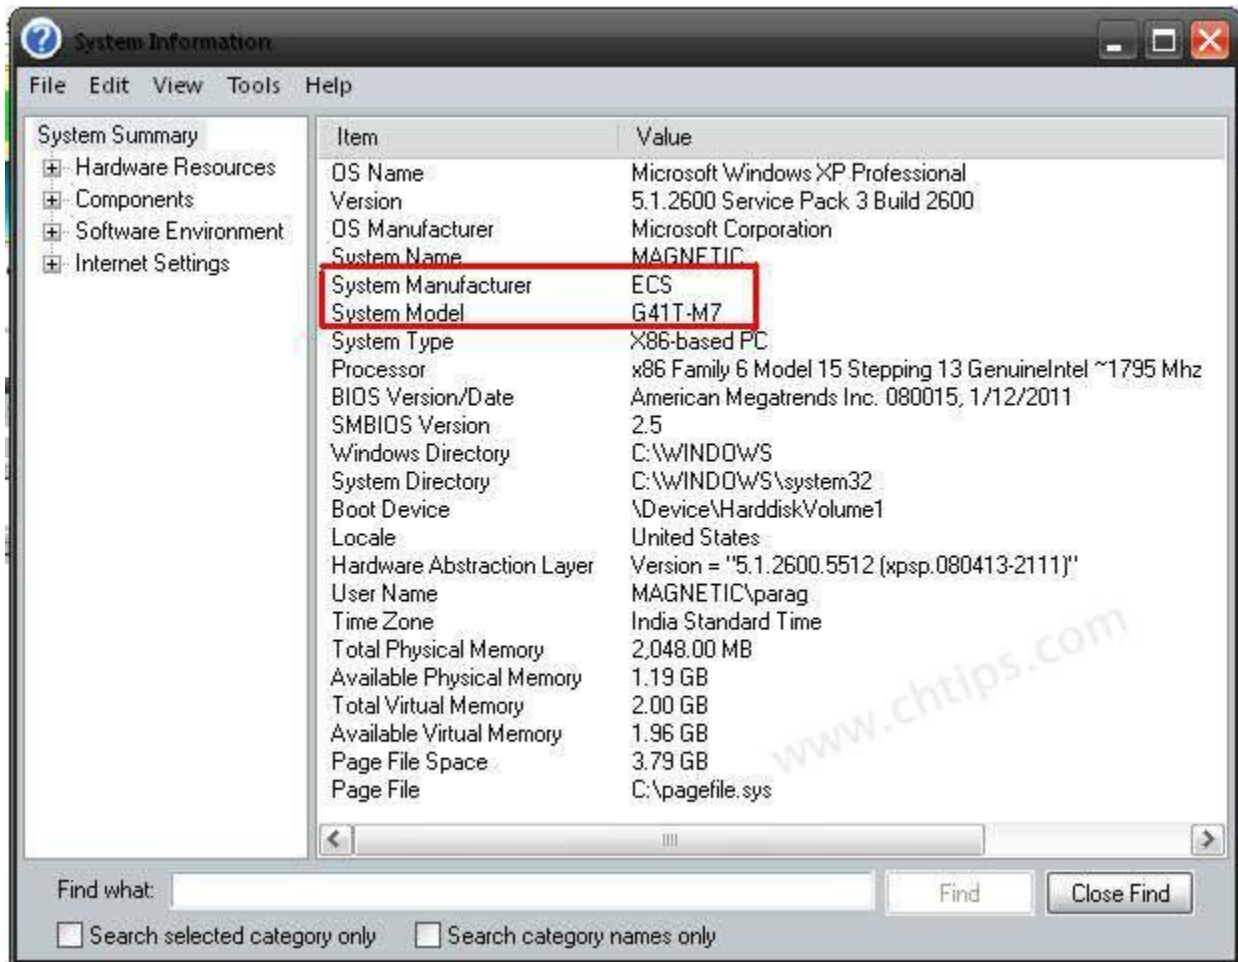 System Information
File Edit View Tools Help
System Summary
Hardware Resources
Components
Software Environment
Internet Settings
Item Value
OS Name Microsoft Windows XP Professional
Version 5.1.2600 Service Pack 3 Build 2600
OS Manufacturer Microsoft Corporation
System Name MAGNETIC
System Manufacturer ECS
System Model G41T-M7
System Type X86-based PC
Processor x86 Family 6 Model 15 Stepping 13 GenuineIntel ~1795 Mhz
BIOS Version/Date American Megatrends Inc. 080015, 1/12/2011
SMBIOS Version 2.5
Windows Directory C:\WINDOWS
System Directory C:\WINDOWS\system32
Boot Device \Device\HarddiskVolume1
Locale United States
Hardware Abstraction Layer Version = "5.1.2600.5512 (xpsp.080413-2111)"
User Name MAGNETIC\parag
Time Zone India Standard Time
Total Physical Memory 2,048.00 MB
Available Physical Memory 1.19 GB
Total Virtual Memory 2.00 GB
Available Virtual Memory 1.96 GB
Page File Space 3.79 GB
Page File C:\pagefile.sys
www.chtips.com
Find what: Find Close Find
Search selected category only Search category names only